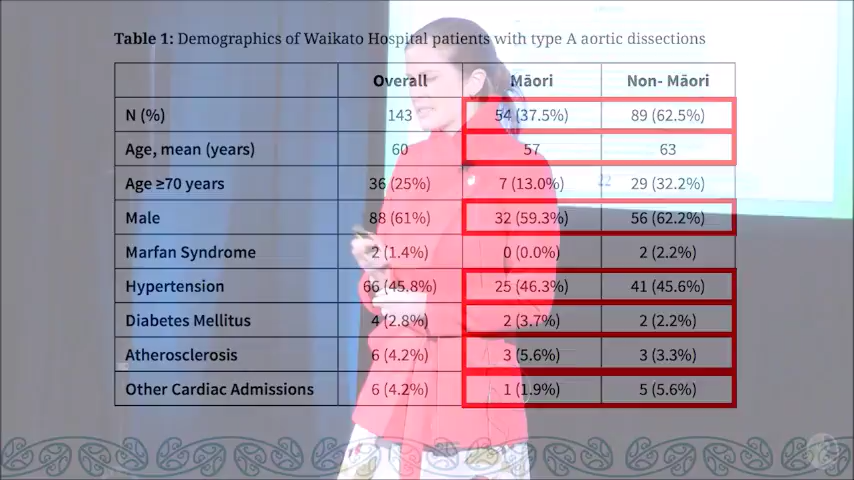 Table 1: Demographics of Waikato Hospital patients with type A aortic dissections
Overall Māori Non- Māori
N (%) 143 54 (37.5%) 89 (62.5%)
Age, mean (years) 60 57 63
Age ≥70 years 36 (25%) 7 (13.0%) 29 (32.2%)
Male 88 (61%) 32 (59.3%) 56 (62.2%)
Marfan Syndrome 2 (1.4%) 0 (0.0%) 2 (2.2%)
Hypertension 66 (45.8%) 25 (46.3%) 41 (45.6%)
Diabetes Mellitus 4 (2.8%) 2 (3.7%) 2 (2.2%)
Atherosclerosis 6 (4.2%) 3 (5.6%) 3 (3.3%)
Other Cardiac Admissions 6 (4.2%) 1 (1.9%) 5 (5.6%)